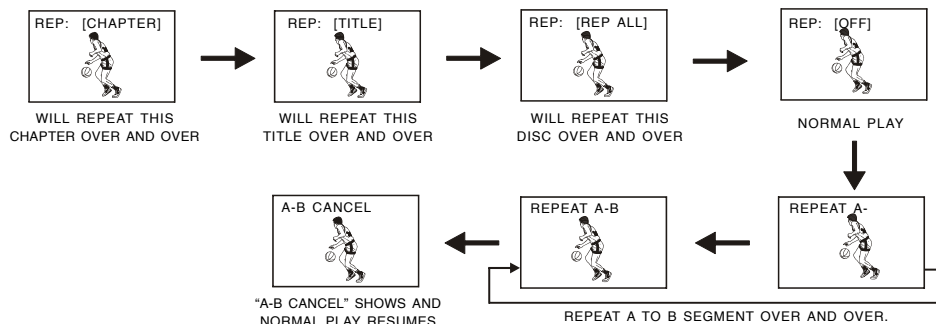 REP: [CHAPTER]
WILL REPEAT THIS
CHAPTER OVER AND OVER
REP: [TITLE]
WILL REPEAT THIS
TITLE OVER AND OVER
REP: [REP ALL]
WILL REPEAT THIS
DISC OVER AND OVER
REP: [OFF]
NORMAL PLAY
REPEAT A-
REPEAT A-B
REPEAT A TO B SEGMENT OVER AND OVER.
A-B CANCEL
“A-B CANCEL” SHOWS AND
NORMAL PLAY RESUMES